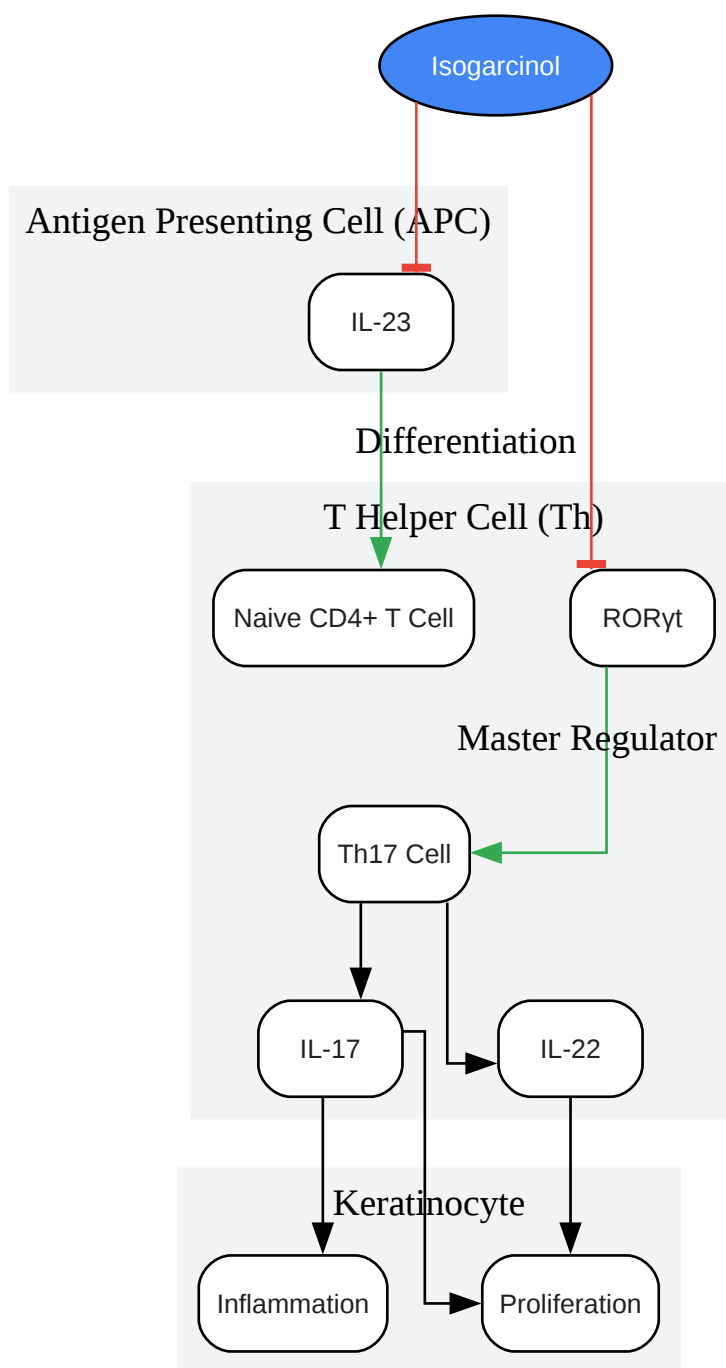 Isogarcinol
Antigen Presenting Cell (APC)
IL-23
Differentiation
T Helper Cell (Th)
Naive CD4+ T Cell
RORγt
Master Regulator
Th17 Cell
IL-17
IL-22
Keratinocyte
Inflammation
Proliferation